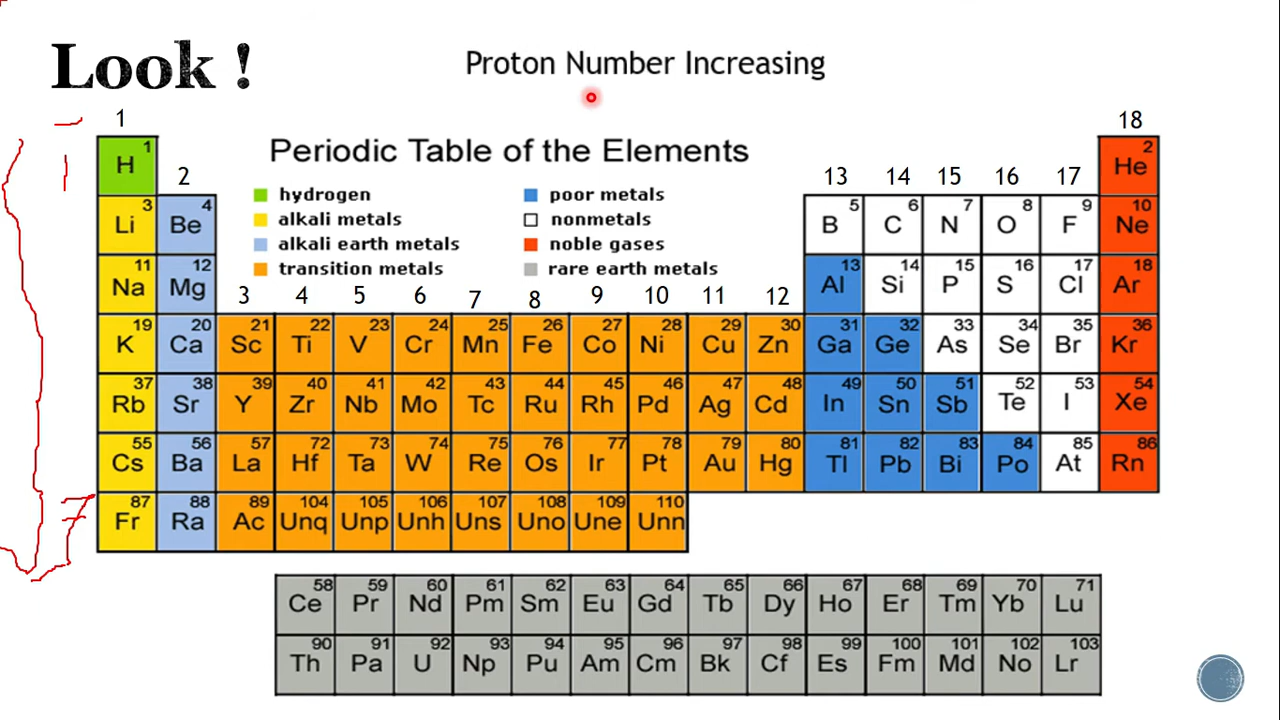 Look !
Proton Number Increasing
1 18
Periodic Table of the Elements
1 H 2 He
2 13 14 15 16 17
hydrogen poor metals
alkali metals nonmetals
alkali earth metals noble gases
transition metals rare earth metals
3 Li 4 Be 5 B 6 C 7 N 8 O 9 F 10 Ne
11 Na 12 Mg 13 Al 14 Si 15 P 16 S 17 Cl 18 Ar
3 4 5 6 7 8 9 10 11 12
19 K 20 Ca 21 Sc 22 Ti 23 V 24 Cr 25 Mn 26 Fe 27 Co 28 Ni 29 Cu 30 Zn 31 Ga 32 Ge 33 As 34 Se 35 Br 36 Kr
37 Rb 38 Sr 39 Y 40 Zr 41 Nb 42 Mo 43 Tc 44 Ru 45 Rh 46 Pd 47 Ag 48 Cd 49 In 50 Sn 51 Sb 52 Te 53 I 54 Xe
55 Cs 56 Ba 57 La 72 Hf 73 Ta 74 W 75 Re 76 Os 77 Ir 78 Pt 79 Au 80 Hg 81 Tl 82 Pb 83 Bi 84 Po 85 At 86 Rn
7
87 Fr 88 Ra 89 Ac 104 Unq 105 Unp 106 Unh 107 Uns 108 Uno 109 Une 110 Unn
58 Ce 59 Pr 60 Nd 61 Pm 62 Sm 63 Eu 64 Gd 65 Tb 66 Dy 67 Ho 68 Er 69 Tm 70 Yb 71 Lu
90 Th 91 Pa 92 U 93 Np 94 Pu 95 Am 96 Cm 97 Bk 98 Cf 99 Es 100 Fm 101 Md 102 No 103 Lr